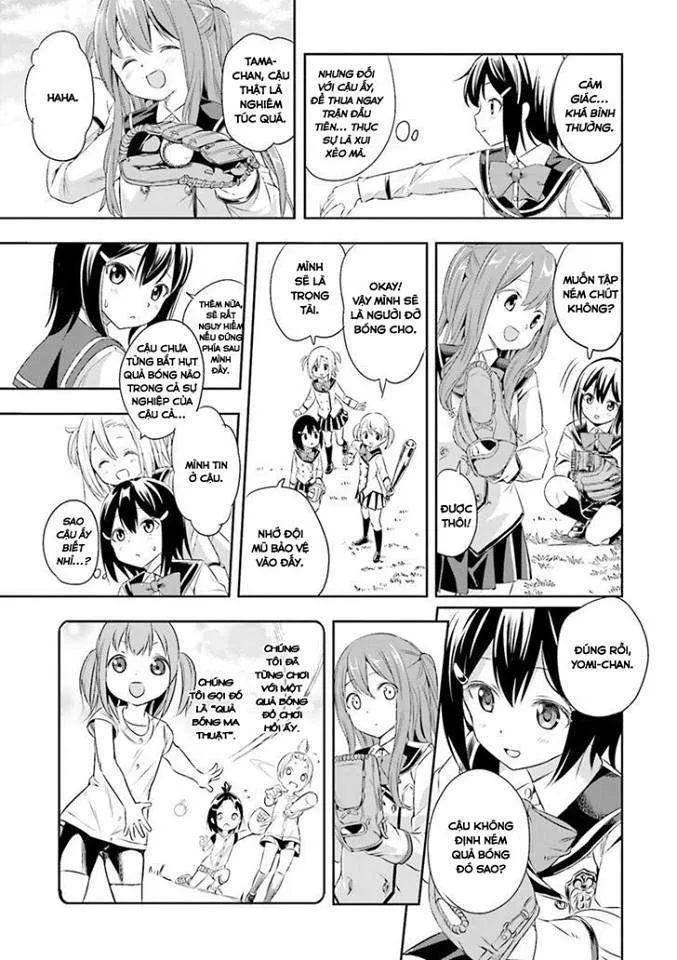 CẢM
GIÁC...
KHÁ BÌNH
THƯỜNG.
NHƯNG ĐỐI VỚI
CẬU ẤY,
ĐỂ THUA NGAY
TRẬN ĐẦU
TIÊN... THỰC
SỰ LÀ XUI
XẺO MÀ.
TAMA-
CHAN, CẬU
THẬT LÀ
NGHIÊM
TÚC QUÁ.
HAHA.
MUỐN TẬP
NÉM CHÚT
KHÔNG?
ĐƯỢC
THÔI!
OKAY!
VẬY MÌNH SẼ
LÀ NGƯỜI ĐỠ
BÓNG CHO.
MÌNH
SẼ LÀ
TRỌNG
TÀI.
NHỚ ĐỘI
MŨ BẢO VỆ
VÀO ĐẤY.
THÊM NỮA,
SẼ RẤT
NGUY HIỂM
NẾU ĐỨNG
PHÍA SAU
MÌNH
ĐẤY.
CẬU CHƯA
TỪNG BẮT HỤT
QUẢ BÓNG NÀO
TRONG CẢ SỰ
NGHIỆP CỦA
CẬU CẢ...
MÌNH TIN
Ở CẬU.
SAO
CẬU ẤY
BIẾT
NHỈ...?
ĐÚNG RỒI,
YOMI-CHAN.
CẬU KHÔNG
ĐỊNH NÉM
QUẢ BÓNG
ĐÓ SAO?
CHÚNG
TÔI ĐÃ
TỪNG CHƠI
VỚI MỘT
QUẢ BÓNG
ĐỒ CHƠI
HỒI ẤY.
CHÚNG
TÔI GỌI ĐÓ
LÀ “QUẢ
BÓNG MA
THUẬT”.